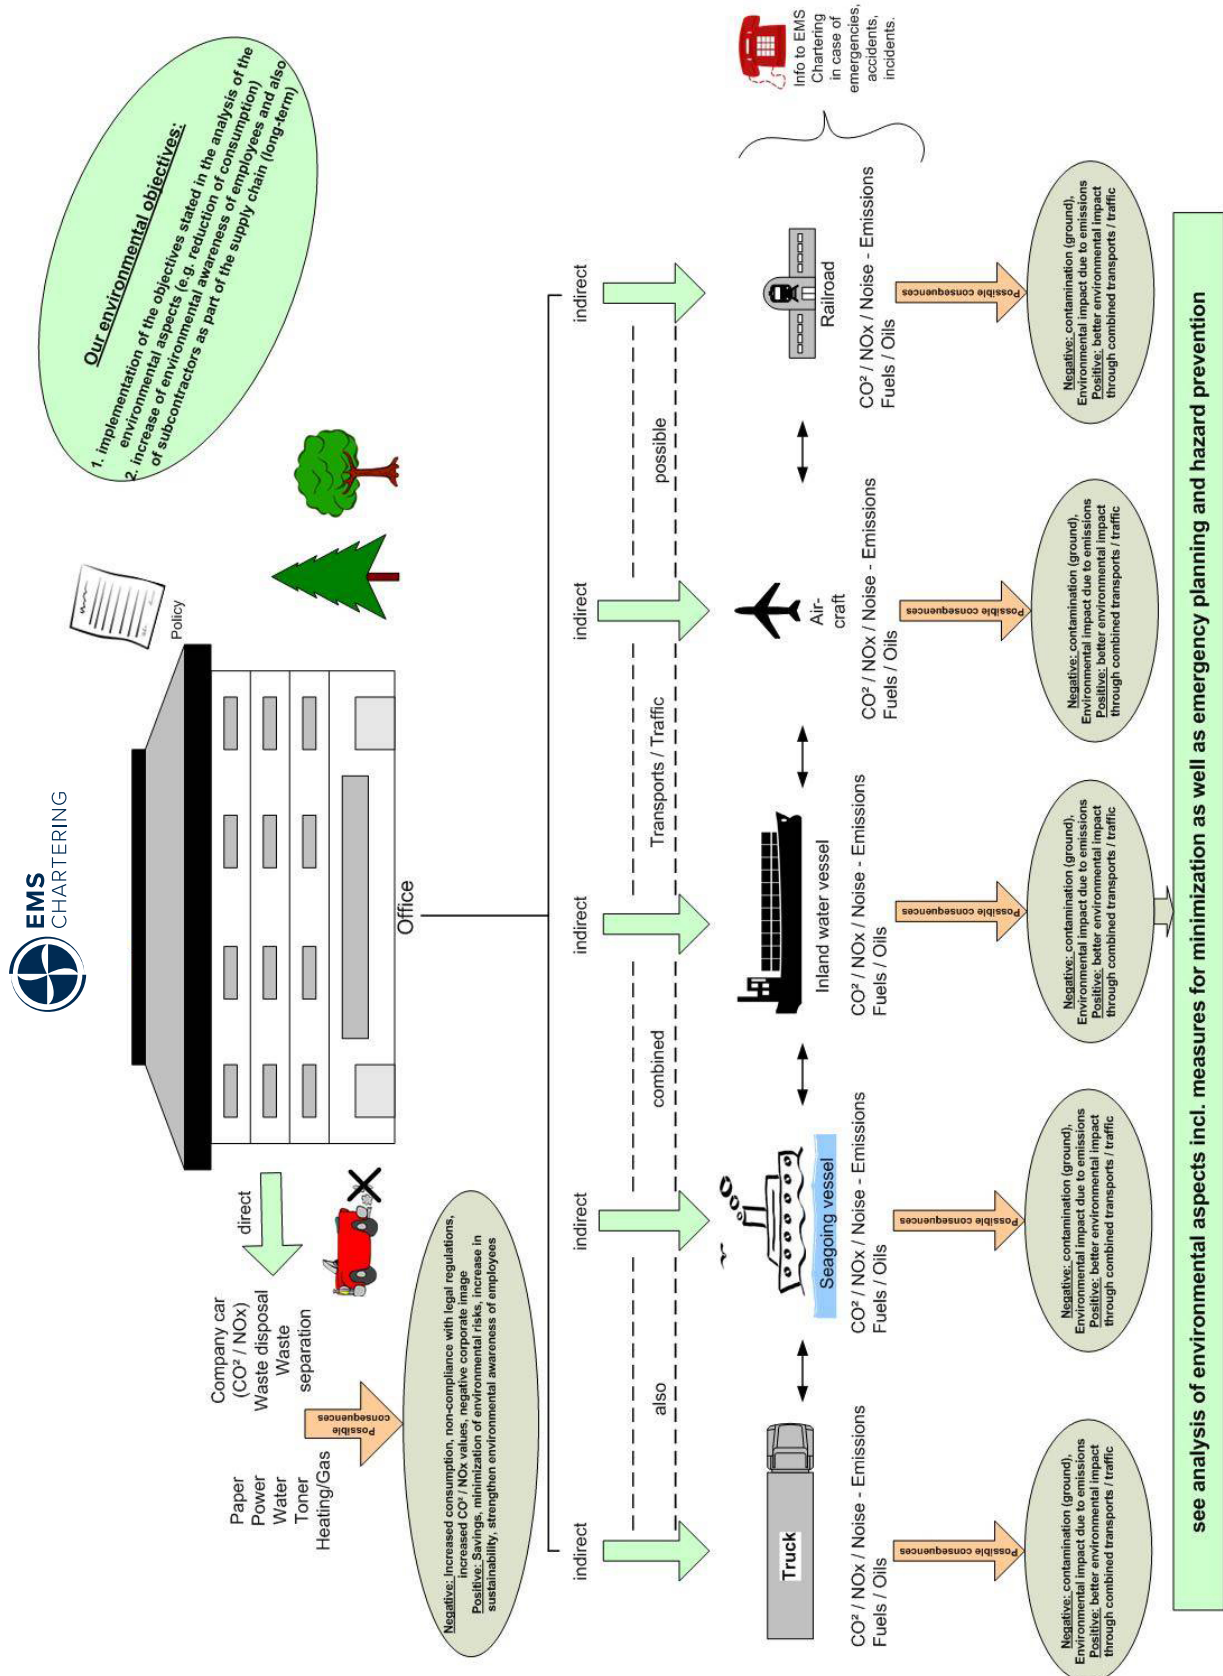 EMS
CHARTERING
Policy
Our environmental objectives:
1. implementation of the objectives stated in the analysis of the
environmental aspects (e.g. reduction of consumption)
2. increase of environmental awareness of employees and also
of subcontractors as part of the supply chain (long-term)
direct
Company car
(CO² / NOx)
Waste disposal
Waste
separation
Paper
Power
Water
Toner
Heating/Gas
Possible
consequences
Negative: Increased consumption, non-compliance with legal regulations,
increased CO² / NOx values, negative corporate image
Positive: Savings, minimization of environmental risks, increase in
sustainability, strengthen environmental awareness of employees
Office
indirect
indirect
indirect
indirect
indirect
also
combined
Transports / Traffic
possible
Truck
Seagoing vessel
Inland water vessel
Air-
craft
Railroad
Info to EMS
Chartering
in case of
emergencies,
accidents,
incidents.
CO² / NOx / Noise - Emissions
Fuels / Oils
CO² / NOx / Noise - Emissions
Fuels / Oils
CO² / NOx / Noise - Emissions
Fuels / Oils
CO² / NOx / Noise - Emissions
Fuels / Oils
CO² / NOx / Noise - Emissions
Fuels / Oils
Possible consequences
Possible consequences
Possible consequences
Possible consequences
Possible consequences
Negative: contamination (ground),
Environmental impact due to emissions
Positive: better environmental impact
through combined transports / traffic
Negative: contamination (ground),
Environmental impact due to emissions
Positive: better environmental impact
through combined transports / traffic
Negative: contamination (ground),
Environmental impact due to emissions
Positive: better environmental impact
through combined transports / traffic
Negative: contamination (ground),
Environmental impact due to emissions
Positive: better environmental impact
through combined transports / traffic
Negative: contamination (ground),
Environmental impact due to emissions
Positive: better environmental impact
through combined transports / traffic
see analysis of environmental aspects incl. measures for minimization as well as emergency planning and hazard prevention